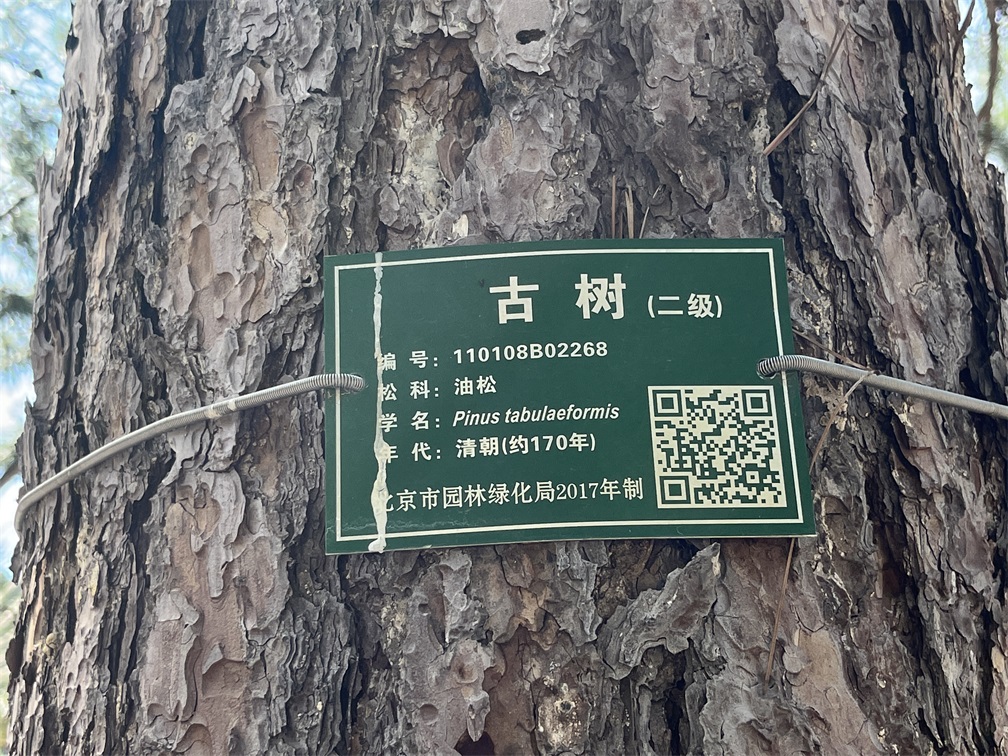 古树 (二级)
编号：110108B02268
松科：油松
学名：Pinus tabulaeformis
年代：清朝(约170年)
北京市园林绿化局2017年制